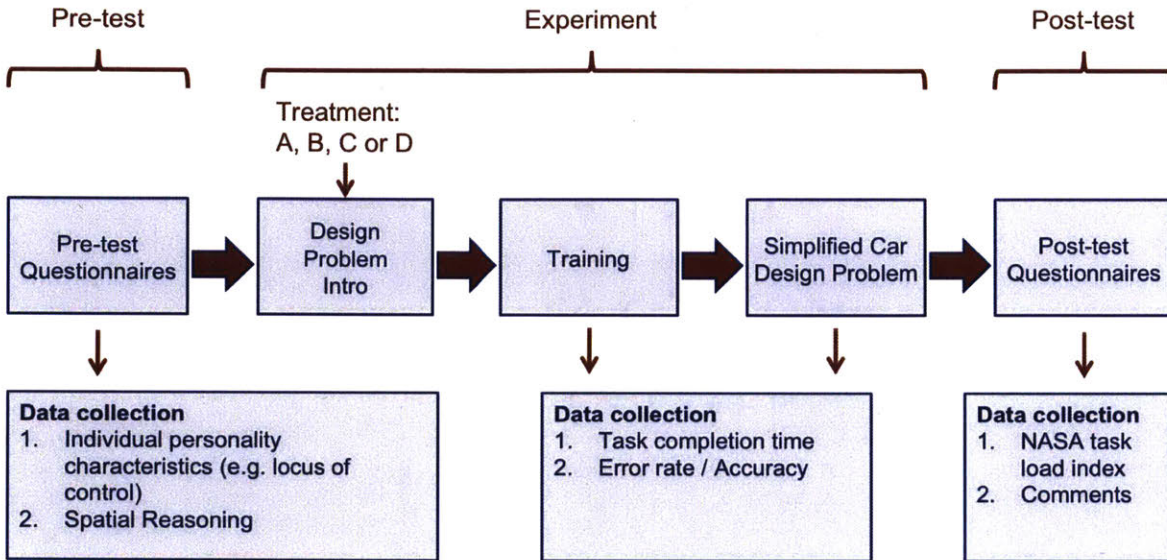 Pre-test
Experiment
Post-test
Treatment:
A, B, C or D
Pre-test
Questionnaires
Design
Problem
Intro
Training
Simplified Car
Design Problem
Post-test
Questionnaires
Data collection
1. Individual personality
characteristics (e.g. locus of
control)
2. Spatial Reasoning
Data collection
1. Task completion time
2. Error rate / Accuracy
Data collection
1. NASA task
load index
2. Comments